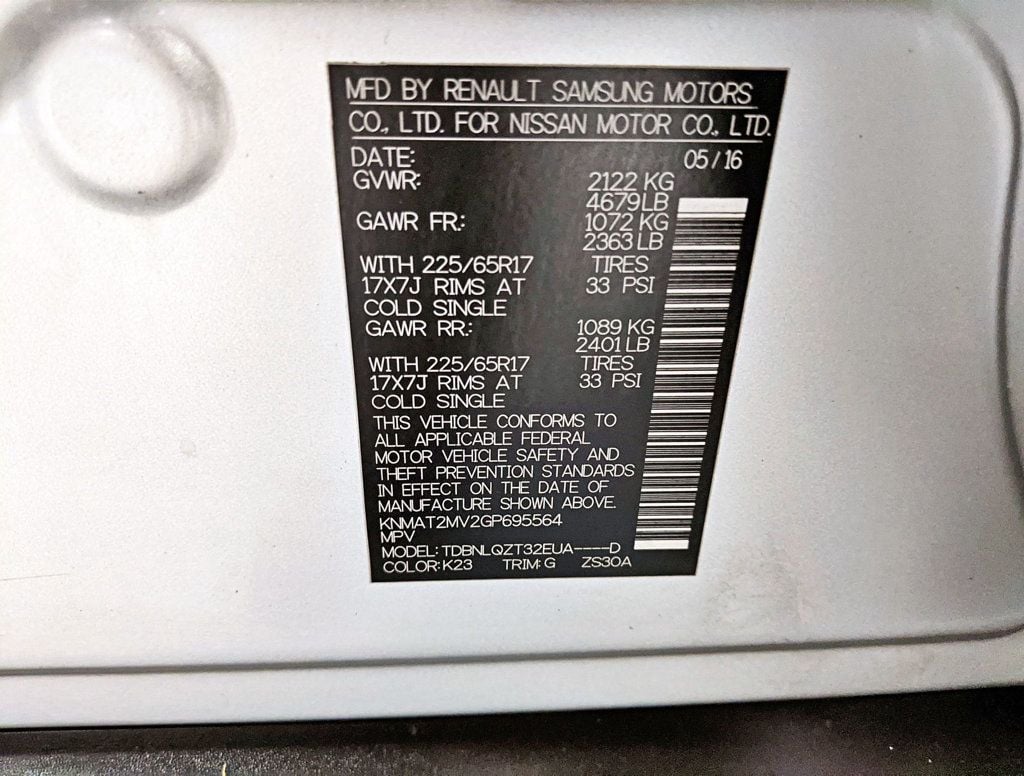 MFD BY RENAULT SAMSUNG MOTORS
CO., LTD. FOR NISSAN MOTOR CO., LTD.
DATE: 05/16
GVWR: 2122 KG
4679LB
GAWR FR.: 1072 KG
2363 LB
WITH 225/65R17 TIRES
17X7J RIMS AT 33 PSI
COLD SINGLE
GAWR RR.: 1089 KG
2401LB
WITH 225/65R17 TIRES
17X7J RIMS AT 33 PSI
COLD SINGLE
THIS VEHICLE CONFORMS TO
ALL APPLICABLE FEDERAL
MOTOR VEHICLE SAFETY AND
THEFT PREVENTION STANDARDS
IN EFFECT ON THE DATE OF
MANUFACTURE SHOWN ABOVE.
KNMAT2MV2GP695564
MPV
MODEL: TDBNLQZT32EUA----D
COLOR:K23 TRIM:G ZS30A